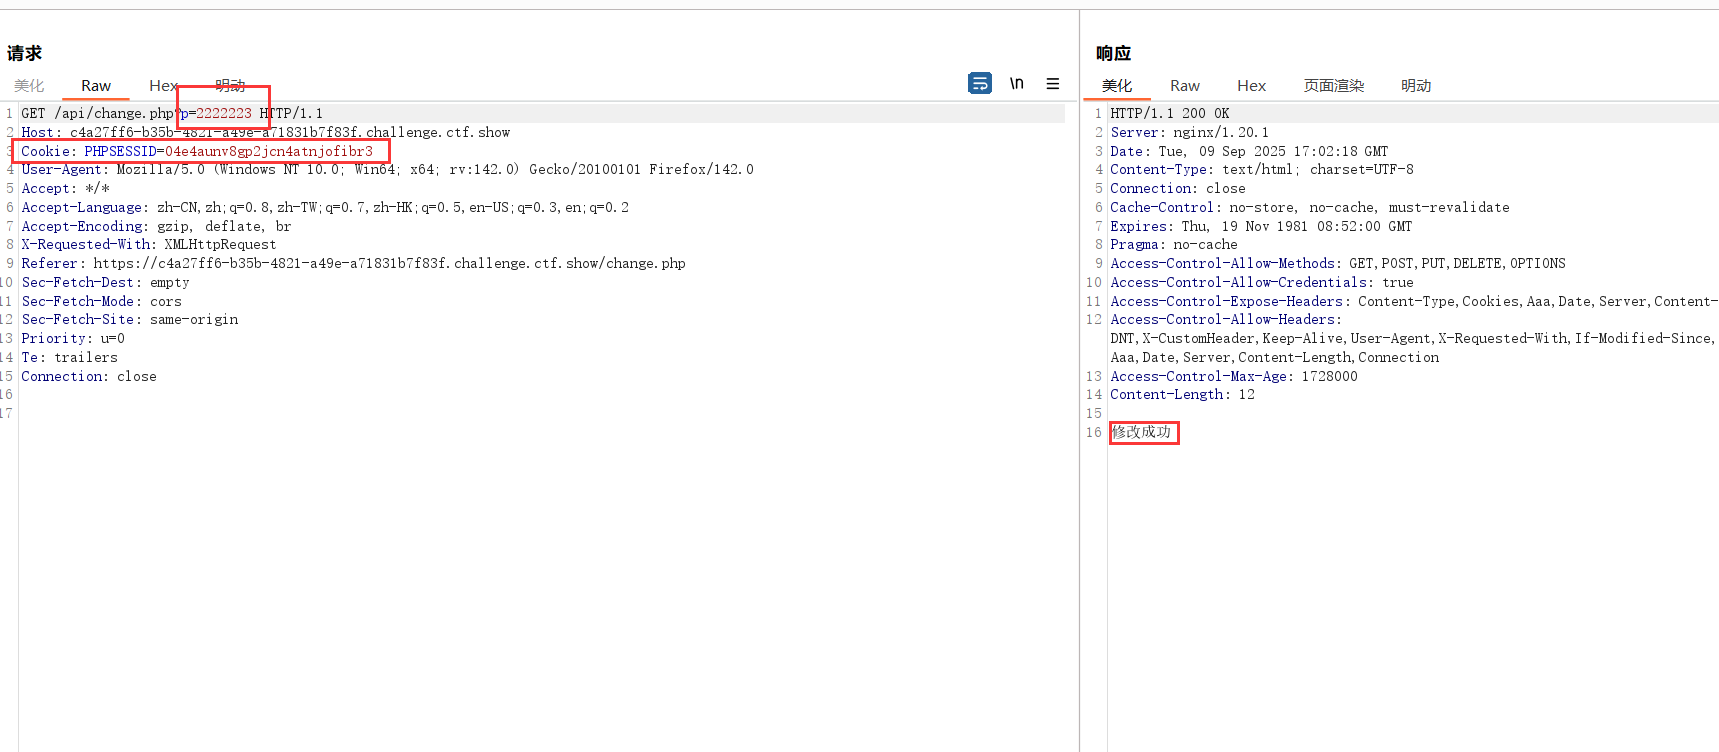 请求
美化 Raw Hex 明动 \n
1 GET /api/change.php?p=2222223 HTTP/1.1
2 Host: c4a27ff6-b35b-4821-a49e-a71831b7f83f.challenge.ctf.show
3 Cookie: PHPSESSID=04e4aunv8gp2jcn4atnjofibr3
4 User-Agent: Mozilla/5.0 (Windows NT 10.0; Win64; x64; rv:142.0) Gecko/20100101 Firefox/142.0
5 Accept: */*
6 Accept-Language: zh-CN,zh;q=0.8,zh-TW;q=0.7,zh-HK;q=0.5,en-US;q=0.3,en;q=0.2
7 Accept-Encoding: gzip, deflate, br
8 X-Requested-With: XMLHttpRequest
9 Referer: https://c4a27ff6-b35b-4821-a49e-a71831b7f83f.challenge.ctf.show/change.php
10 Sec-Fetch-Dest: empty
11 Sec-Fetch-Mode: cors
12 Sec-Fetch-Site: same-origin
13 Priority: u=0
14 Te: trailers
15 Connection: close
16
17
响应
美化 Raw Hex 页面渲染 明动
1 HTTP/1.1 200 OK
2 Server: nginx/1.20.1
3 Date: Tue, 09 Sep 2025 17:02:18 GMT
4 Content-Type: text/html; charset=UTF-8
5 Connection: close
6 Cache-Control: no-store, no-cache, must-revalidate
7 Expires: Thu, 19 Nov 1981 08:52:00 GMT
8 Pragma: no-cache
9 Access-Control-Allow-Methods: GET,POST,PUT,DELETE,OPTIONS
10 Access-Control-Allow-Credentials: true
11 Access-Control-Expose-Headers: Content-Type,Cookies,Aaa,Date,Server,Content-
12 Access-Control-Allow-Headers:
DNT,X-CustomHeader,Keep-Alive,User-Agent,X-Requested-With,If-Modified-Since,
Aaa,Date,Server,Content-Length,Connection
13 Access-Control-Max-Age: 1728000
14 Content-Length: 12
15
16 修改成功